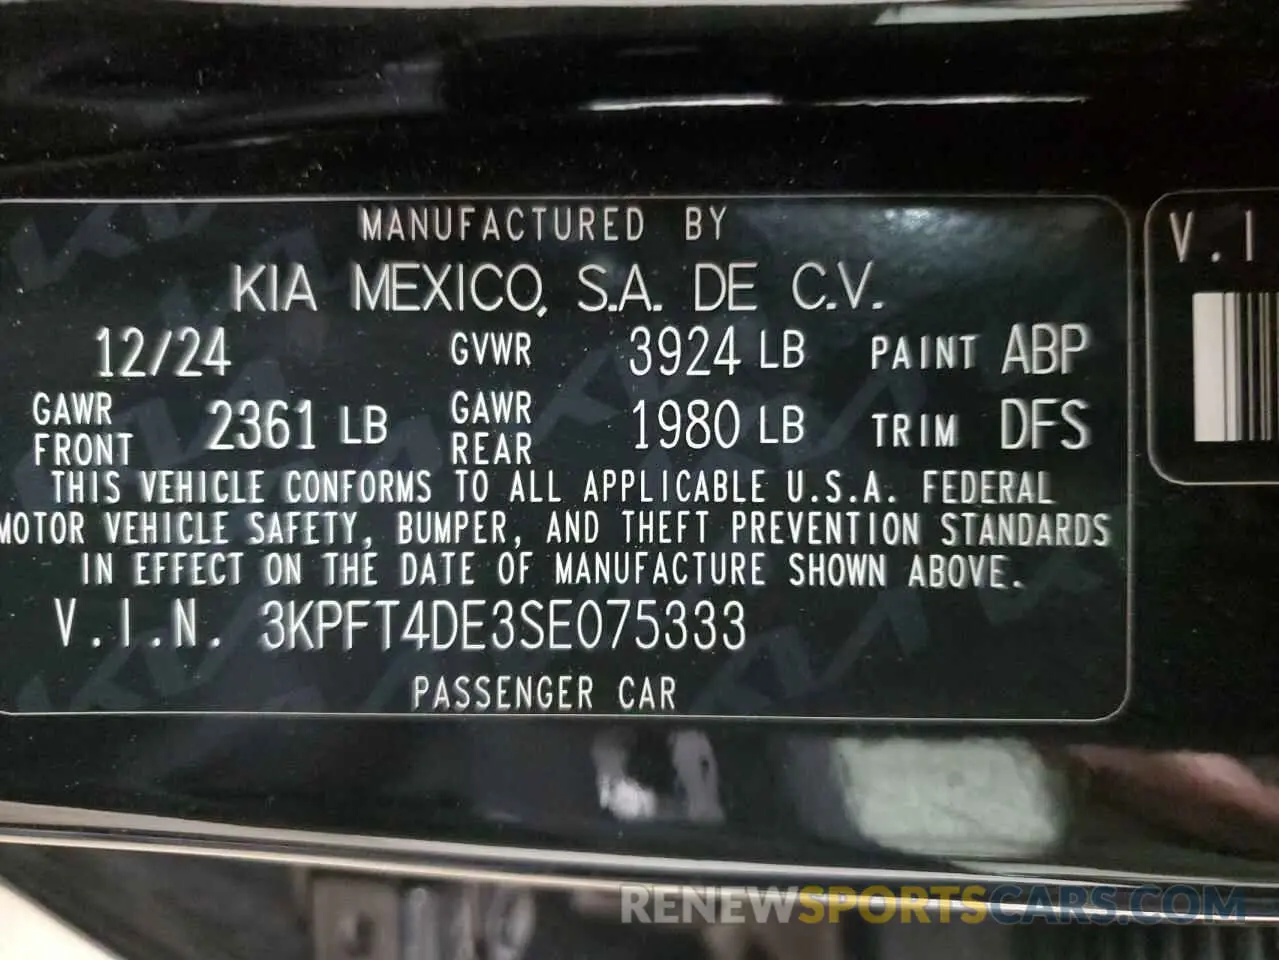 MANUFACTURED BY
KIA MEXICO, S.A. DE C.V.
12/24 GVWR 3924 LB PAINT ABP
GAWR FRONT 2361 LB GAWR REAR 1980 LB TRIM DFS
THIS VEHICLE CONFORMS TO ALL APPLICABLE U.S.A. FEDERAL
MOTOR VEHICLE SAFETY, BUMPER, AND THEFT PREVENTION STANDARDS
IN EFFECT ON THE DATE OF MANUFACTURE SHOWN ABOVE.
V.I.N. 3KPFT4DE3SE075333
PASSENGER CAR
V.I
RENEWSPORTSCARS.COM